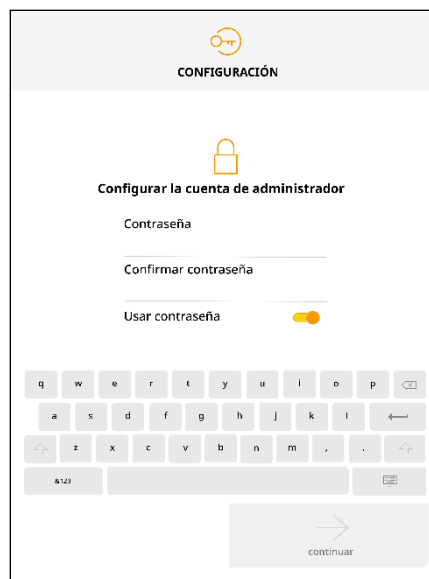 CONFIGURACIÓN
Configurar la cuenta de administrador
Contraseña
Confirmar contraseña
Usar contraseña
q w e r t y u i o p
a s d f g h j k l
z x c v b n m , .
&123
continuar